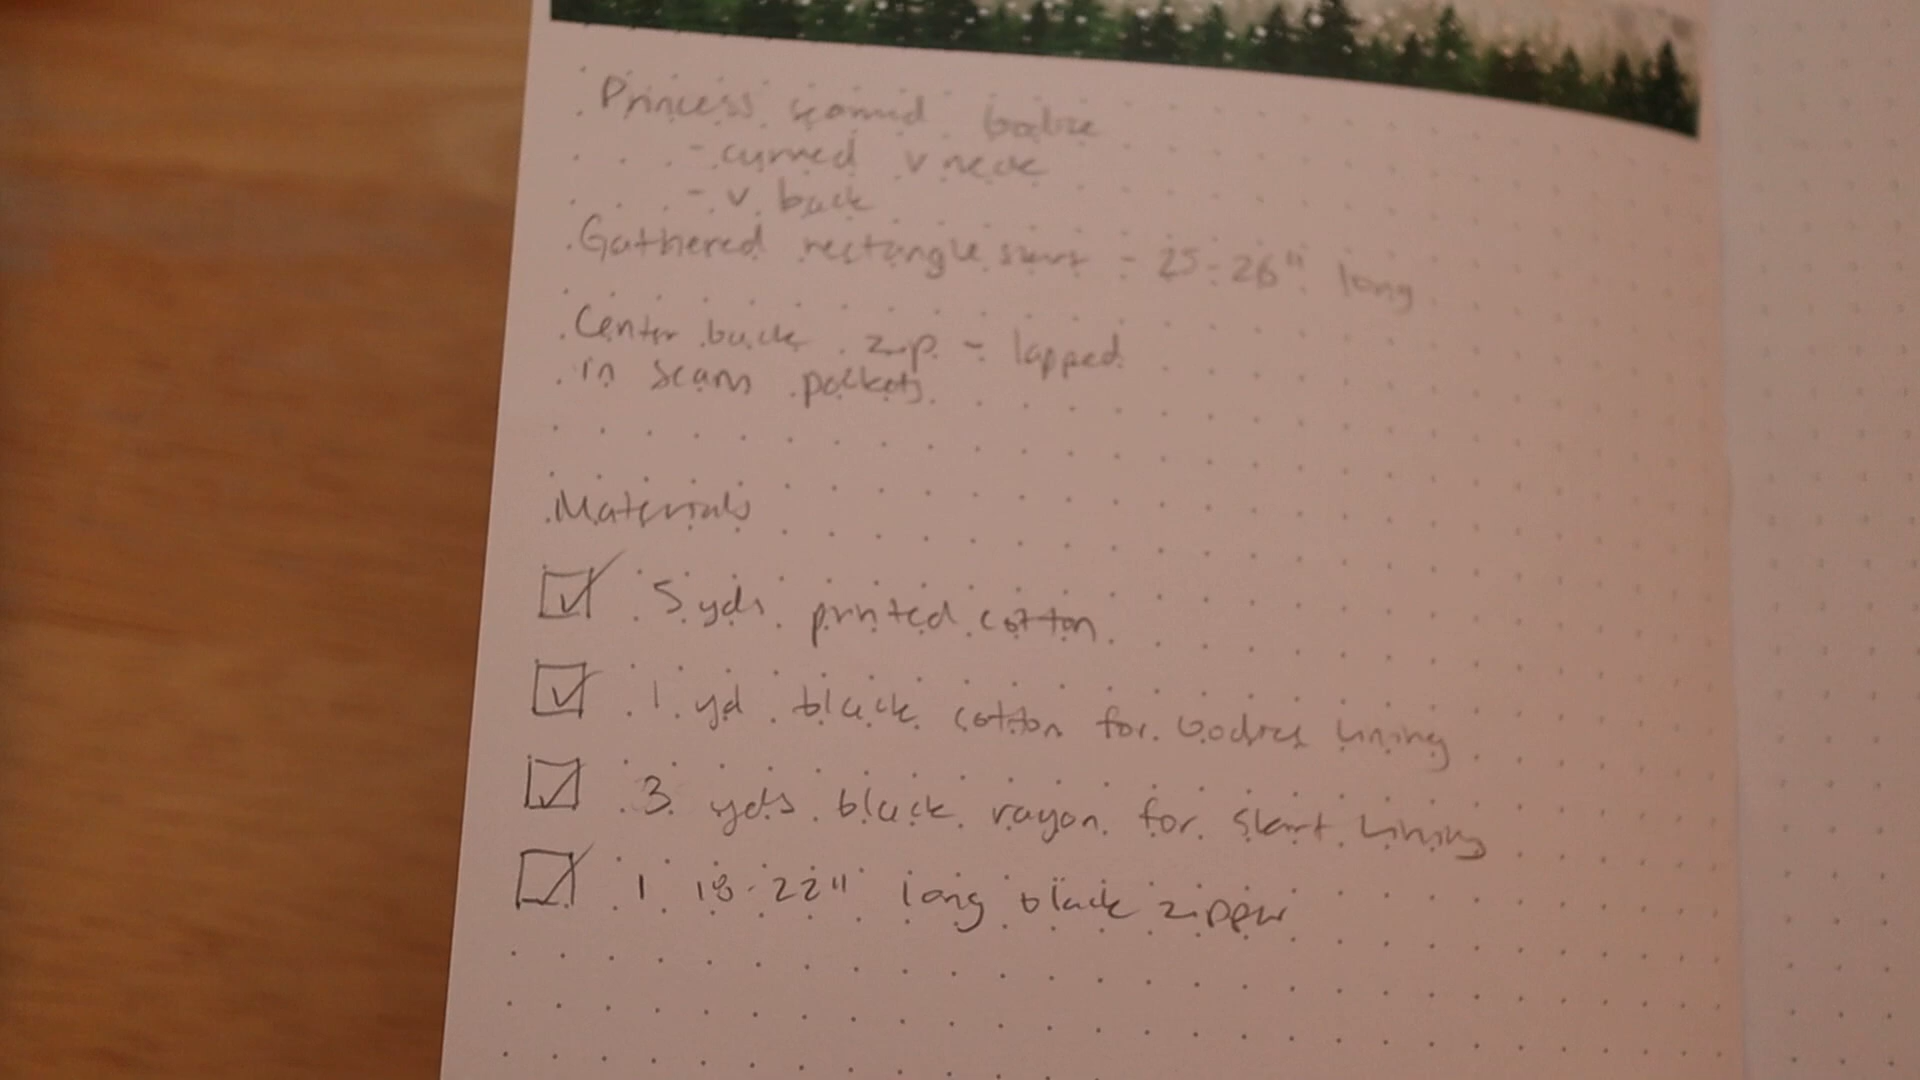 Princess seamed bodice
- curved v neck
- v back
Gathered rectangle skirt - 25-26" long
Center back zip - lapped
in seam pockets
Materials
5 yds printed cotton
1 yd black cotton for bodice lining
3 yds black rayon for skirt lining
1 18-22" long black zipper